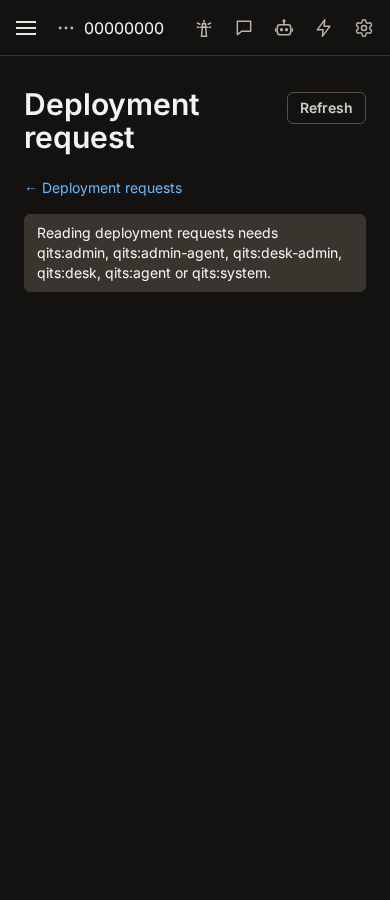 ... 00000000
Deployment
request
Refresh
← Deployment requests
Reading deployment requests needs
qits:admin, qits:admin-agent, qits:desk-admin,
qits:desk, qits:agent or qits:system.